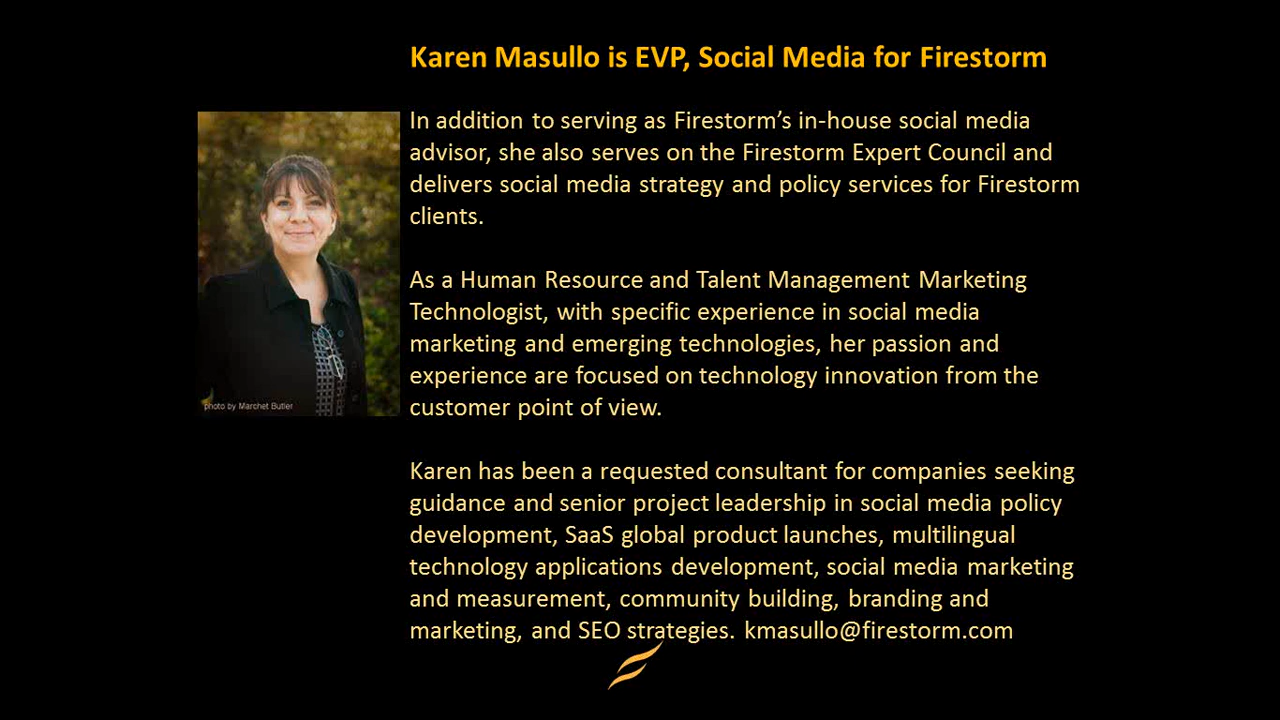 Karen Masullo is EVP, Social Media for Firestorm
In addition to serving as Firestorm’s in-house social media
advisor, she also serves on the Firestorm Expert Council and
delivers social media strategy and policy services for Firestorm
clients.
As a Human Resource and Talent Management Marketing
Technologist, with specific experience in social media
marketing and emerging technologies, her passion and
experience are focused on technology innovation from the
customer point of view.
photo by Marchet Butler
Karen has been a requested consultant for companies seeking
guidance and senior project leadership in social media policy
development, SaaS global product launches, multilingual
technology applications development, social media marketing
and measurement, community building, branding and
marketing, and SEO strategies. kmasullo@firestorm.com